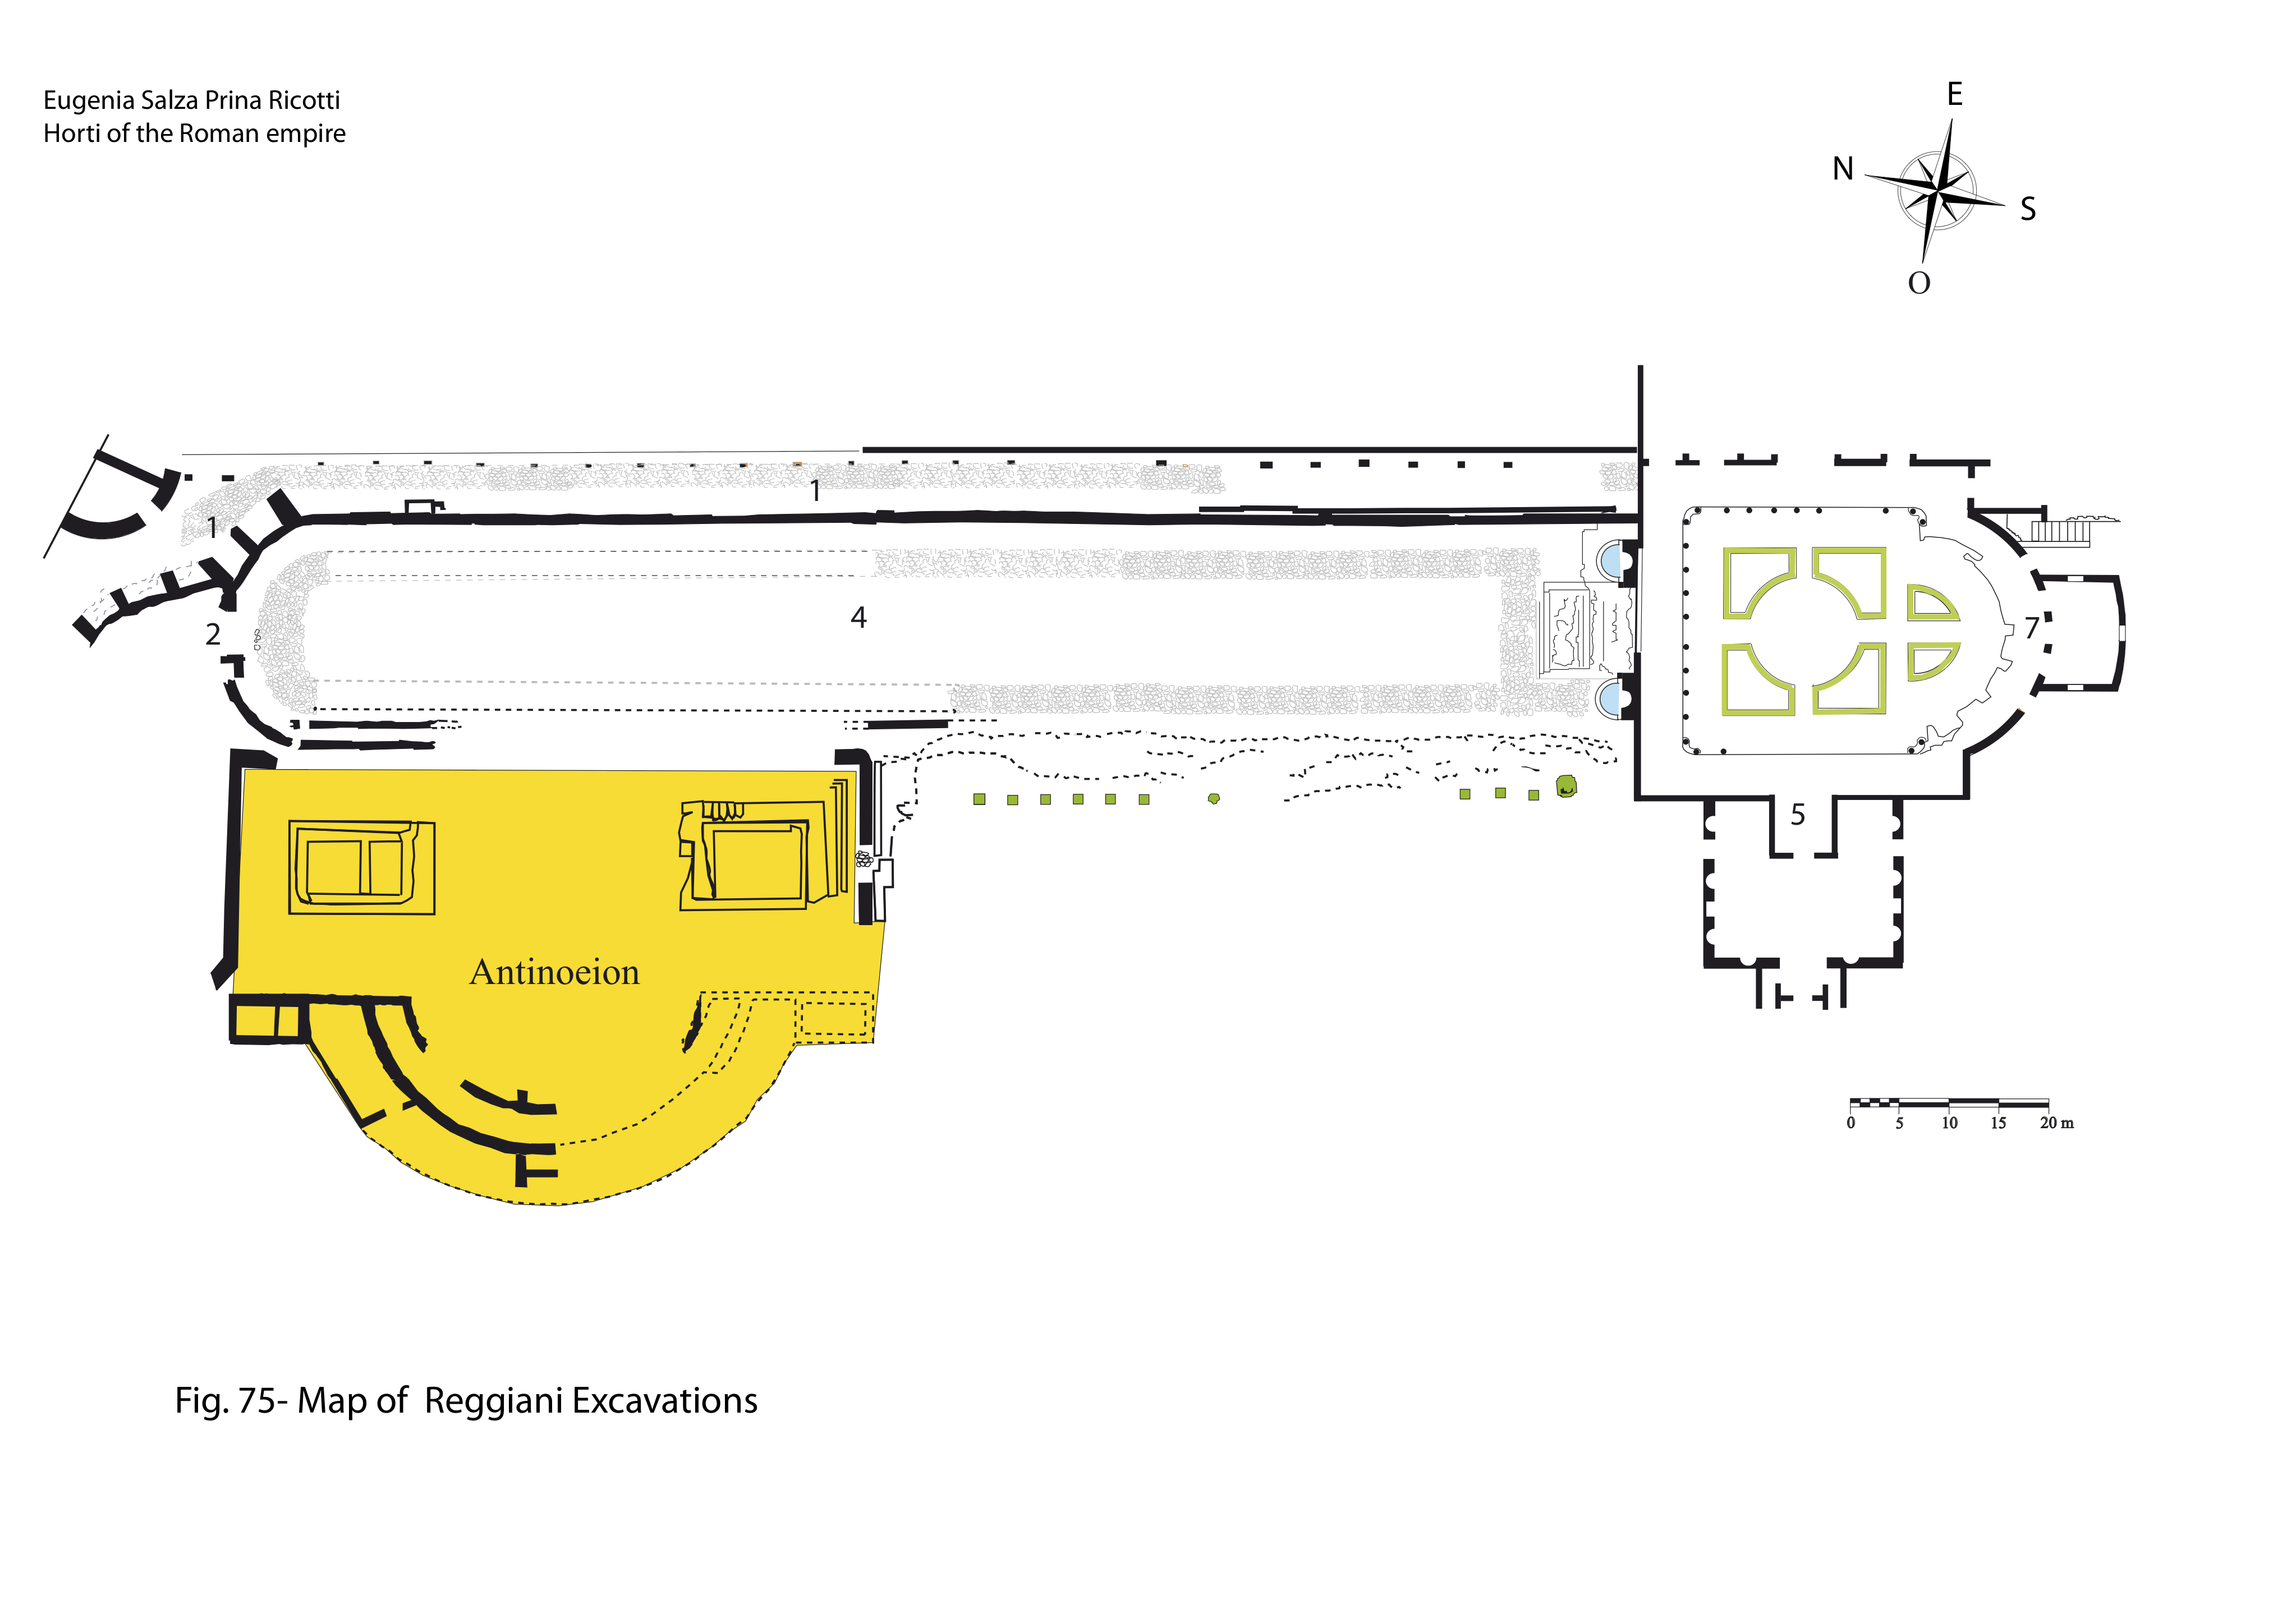 Eugenia Salza Prina Ricotti
Horti of the Roman empire
E
N
S
O
1
1
4
2
7
5
Antinoeion
0 5 10 15 20 m
Fig. 75- Map of Reggiani Excavations